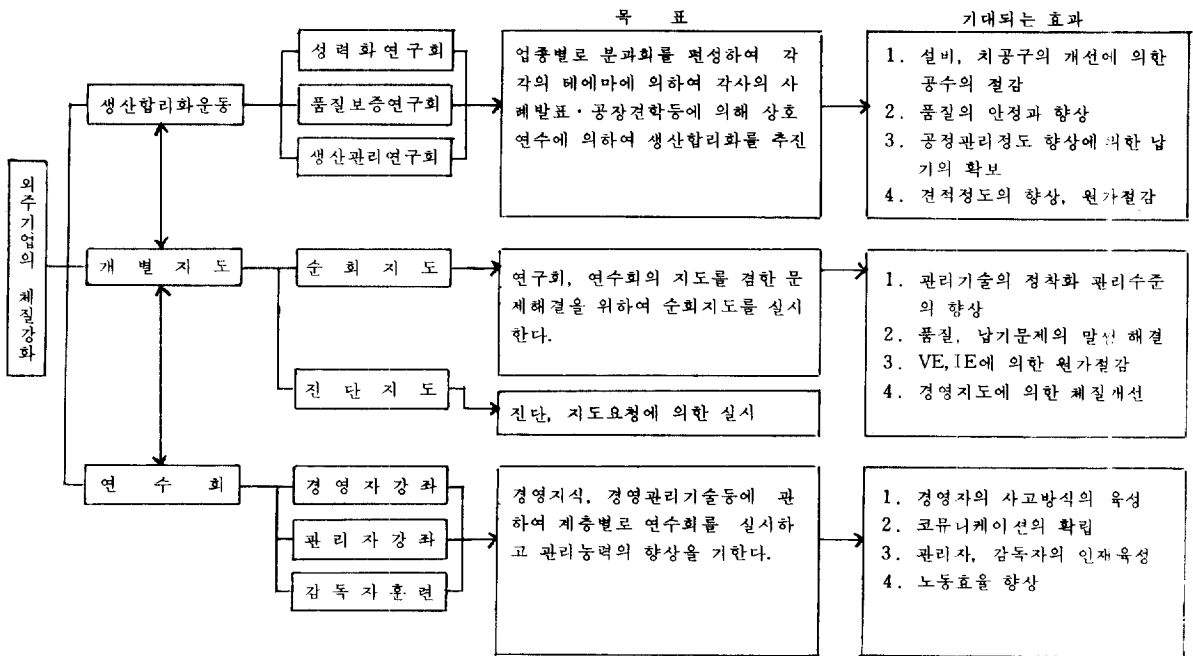 목 표
기대되는 효과
외주기업의 체질강화
생산합리화운동
성력화연구회
품질보증연구회
생산관리연구회
업종별로 분과회를 편성하여 각
각의 테에마에 의하여 각사의 사
례발표·공장견학등에 의해 상호
연수에 의하여 생산합리화를 추진
1. 설비, 치공구의 개선에 의한
공수의 절감
2. 품질의 안정과 향상
3. 공정관리정도 향상에 의한 납
기의 확보
4. 견적정도의 향상, 원가절감
개 별 지 도
순 회 지 도
연구회, 연수회의 지도를 겸한 문
제해결을 위하여 순회지도를 실시
한다.
1. 관리기술의 정착화 관리수준
의 향상
2. 품질, 납기문제의 말썽 해결
3. VE, IE에 의한 원가절감
4. 경영지도에 의한 체질개선
진 단 지 도
진단, 지도요청에 의한 실시
연 수 회
경영자강좌
관리자강좌
감독자훈련
경영지식, 경영관리기술등에 관
하여 계층별로 연수회를 실시하
고 관리능력의 향상을 기한다.
1. 경영자의 사고방식의 육성
2. 코뮤니케이션의 확립
3. 관리자, 감독자의 인재육성
4. 노동효율 향상